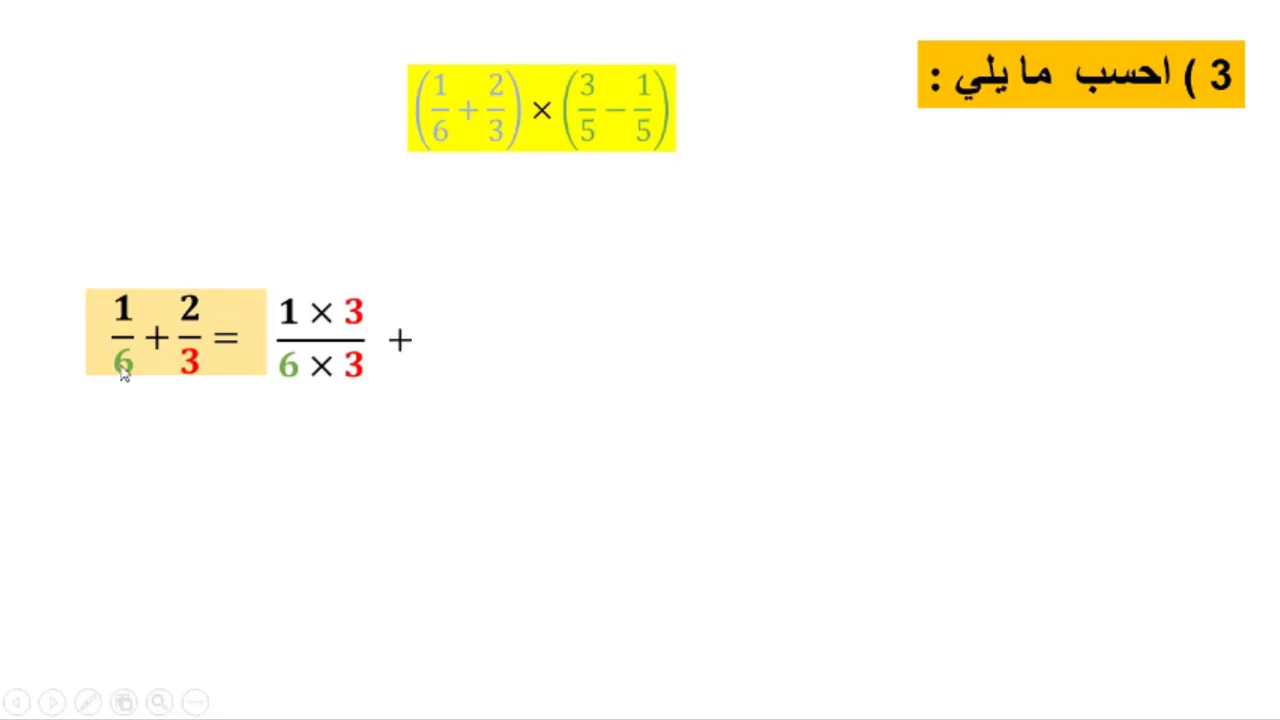 3 ) احسب ما يلي :
(1/6 + 2/3) × (3/5 − 1/5)
1/6 + 2/3 = (1 × 3)/(6 × 3) +